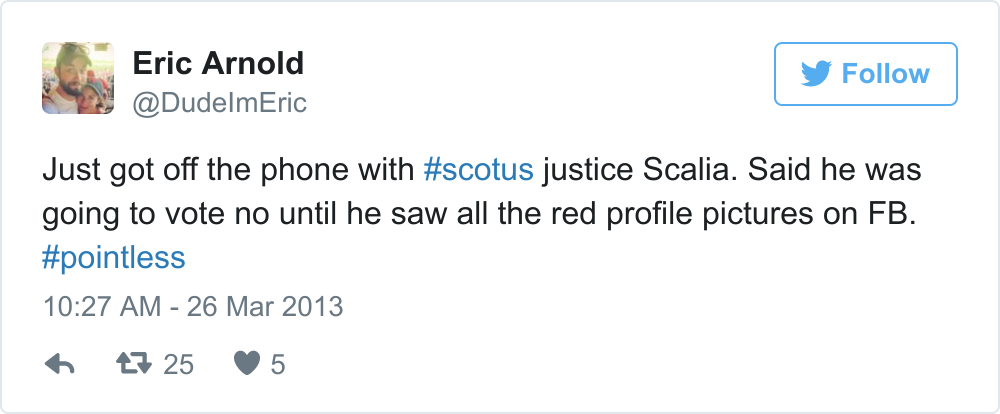 Eric Arnold
@DudeImEric
Follow
Just got off the phone with #scotus justice Scalia. Said he was
going to vote no until he saw all the red profile pictures on FB.
#pointless
10:27 AM - 26 Mar 2013
25 5